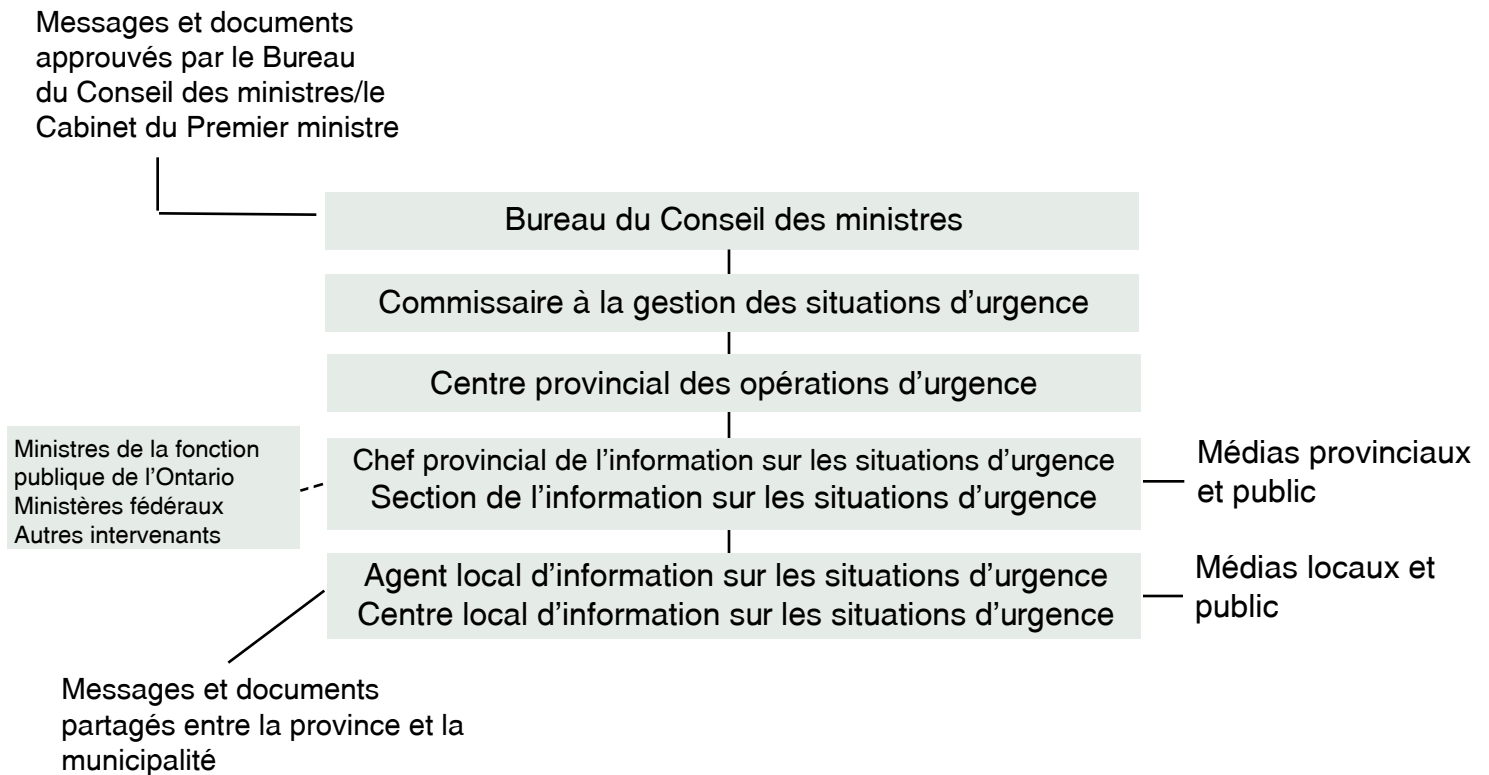 Messages et documents
approuvés par le Bureau
du Conseil des ministres/le
Cabinet du Premier ministre
Bureau du Conseil des ministres
Commissaire à la gestion des situations d’urgence
Centre provincial des opérations d’urgence
Ministres de la fonction
publique de l’Ontario
Ministères fédéraux
Autres intervenants
Chef provincial de l’information sur les situations d’urgence
Section de l’information sur les situations d’urgence
Médias provinciaux
et public
Agent local d’information sur les situations d’urgence
Centre local d’information sur les situations d’urgence
Médias locaux et
public
Messages et documents
partagés entre la province et la
municipalité